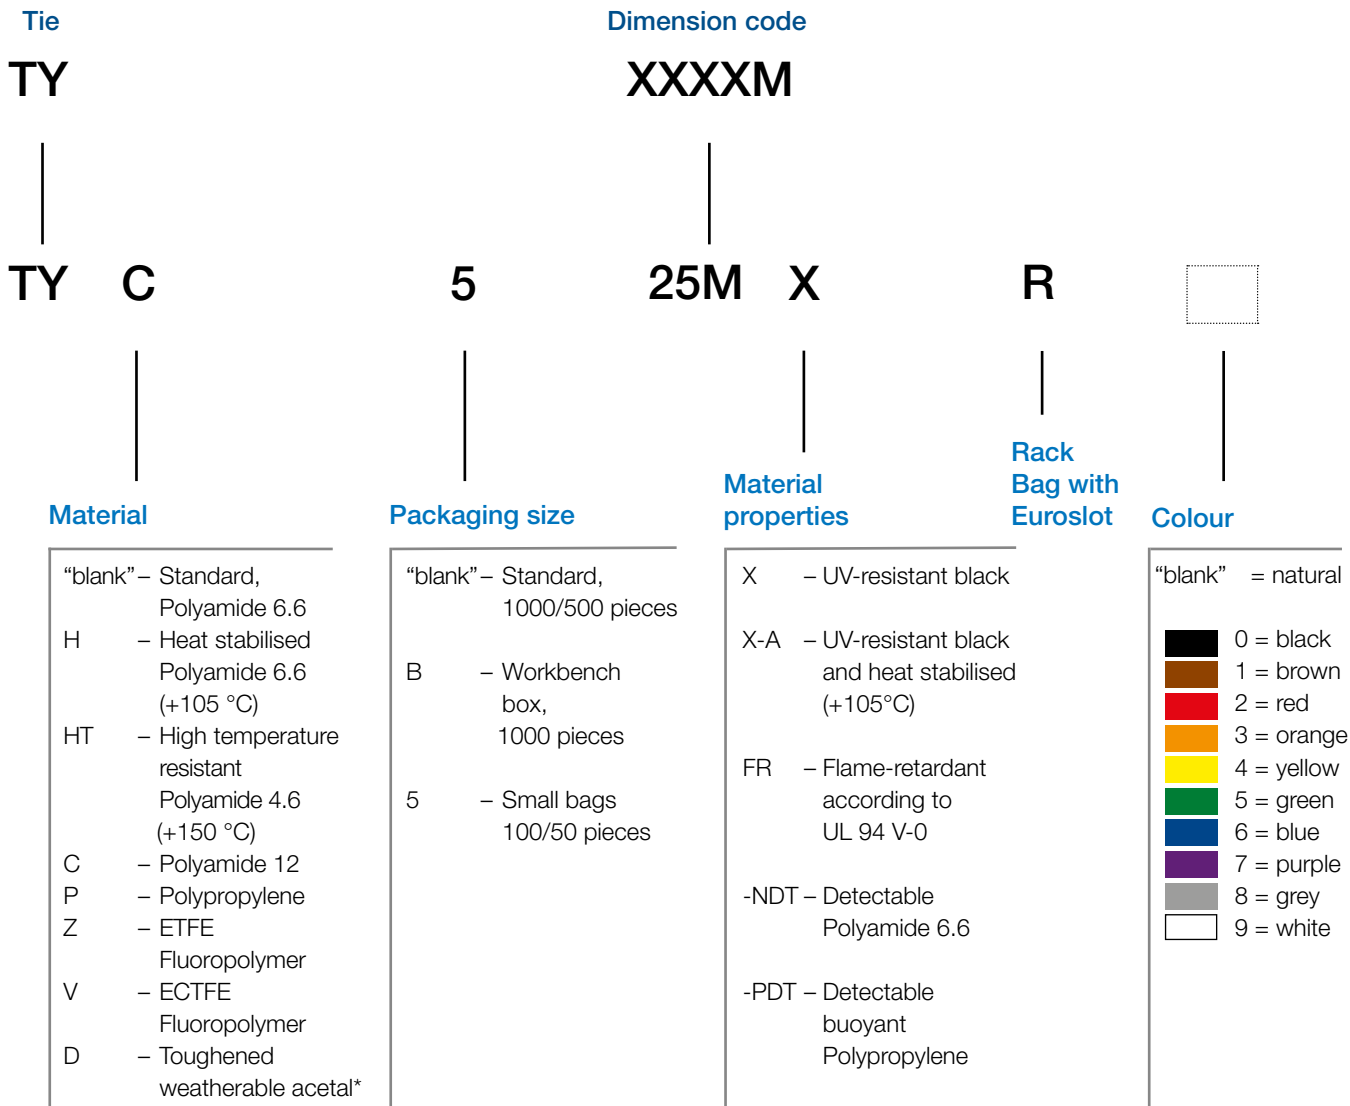 Tie
Dimension code
TY
XXXXM
TY C 5 25M X R
Material
"blank" – Standard,
Polyamide 6.6
H – Heat stabilised
Polyamide 6.6
(+105 °C)
HT – High temperature
resistant
Polyamide 4.6
(+150 °C)
C – Polyamide 12
P – Polypropylene
Z – ETFE
Fluoropolymer
V – ECTFE
Fluoropolymer
D – Toughened
weatherable acetal*
Packaging size
"blank" – Standard,
1000/500 pieces
B – Workbench
box,
1000 pieces
5 – Small bags
100/50 pieces
Material
properties
X – UV-resistant black
X-A – UV-resistant black
and heat stabilised
(+105°C)
FR – Flame-retardant
according to
UL 94 V-0
-NDT – Detectable
Polyamide 6.6
-PDT – Detectable
buoyant
Polypropylene
Rack
Bag with
Euroslot
Colour
"blank" = natural
0 = black
1 = brown
2 = red
3 = orange
4 = yellow
5 = green
6 = blue
7 = purple
8 = grey
9 = white